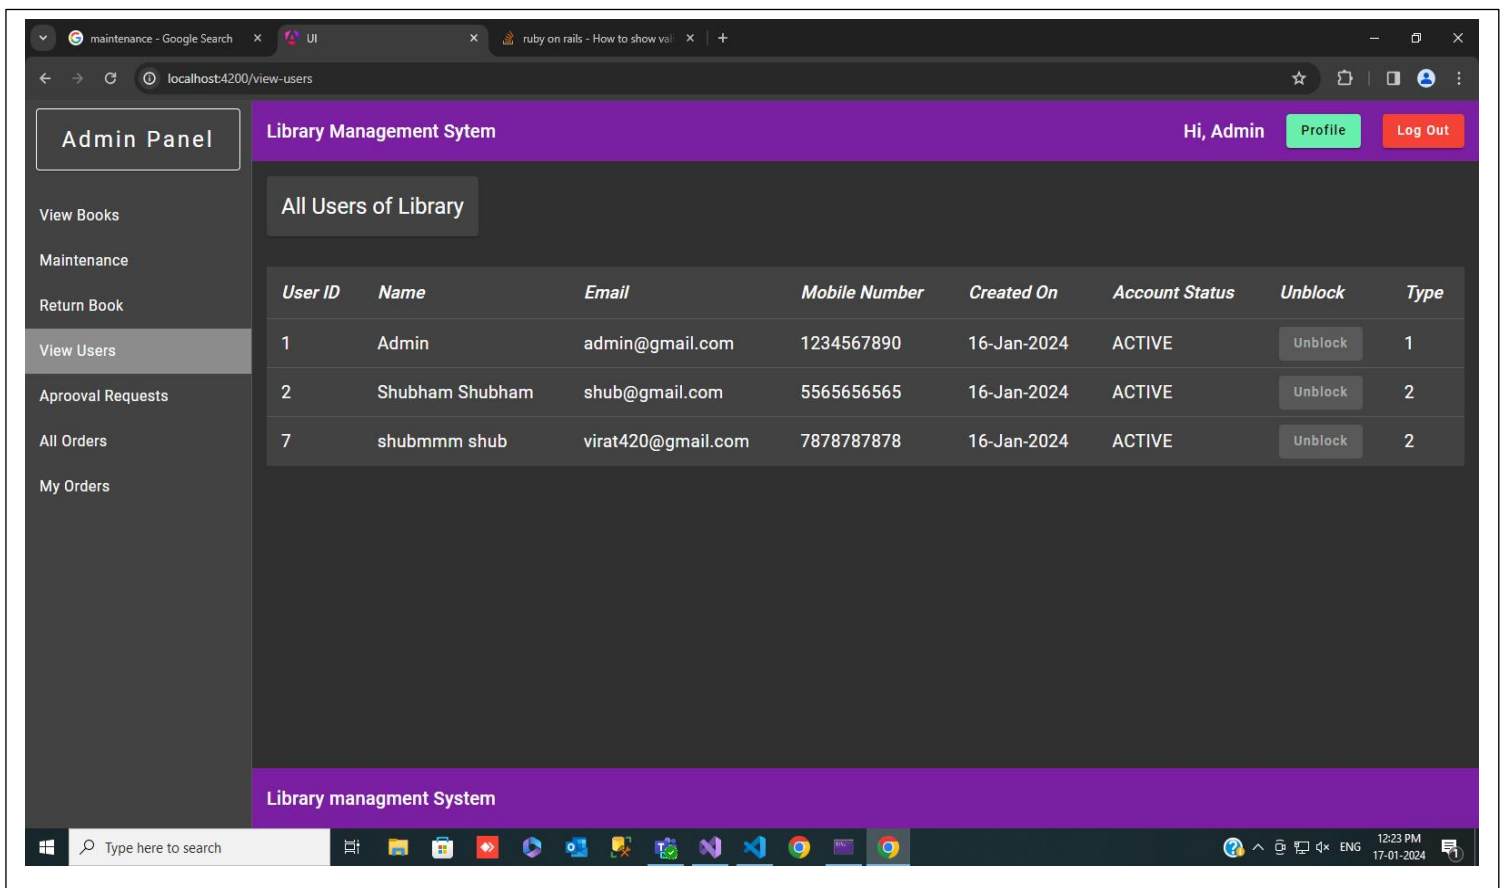 maintenance - Google Search
UI
ruby on rails - How to show val
localhost:4200/view-users
Admin Panel
Library Management Sytem
Hi, Admin
Profile
Log Out
View Books
Maintenance
Return Book
View Users
Aprooval Requests
All Orders
My Orders
All Users of Library
User ID Name Email Mobile Number Created On Account Status Unblock Type
1 Admin admin@gmail.com 1234567890 16-Jan-2024 ACTIVE Unblock 1
2 Shubham Shubham shub@gmail.com 5565656565 16-Jan-2024 ACTIVE Unblock 2
7 shubmmm shub virat420@gmail.com 7878787878 16-Jan-2024 ACTIVE Unblock 2
Library managment System
Type here to search
ENG
12:23 PM
17-01-2024